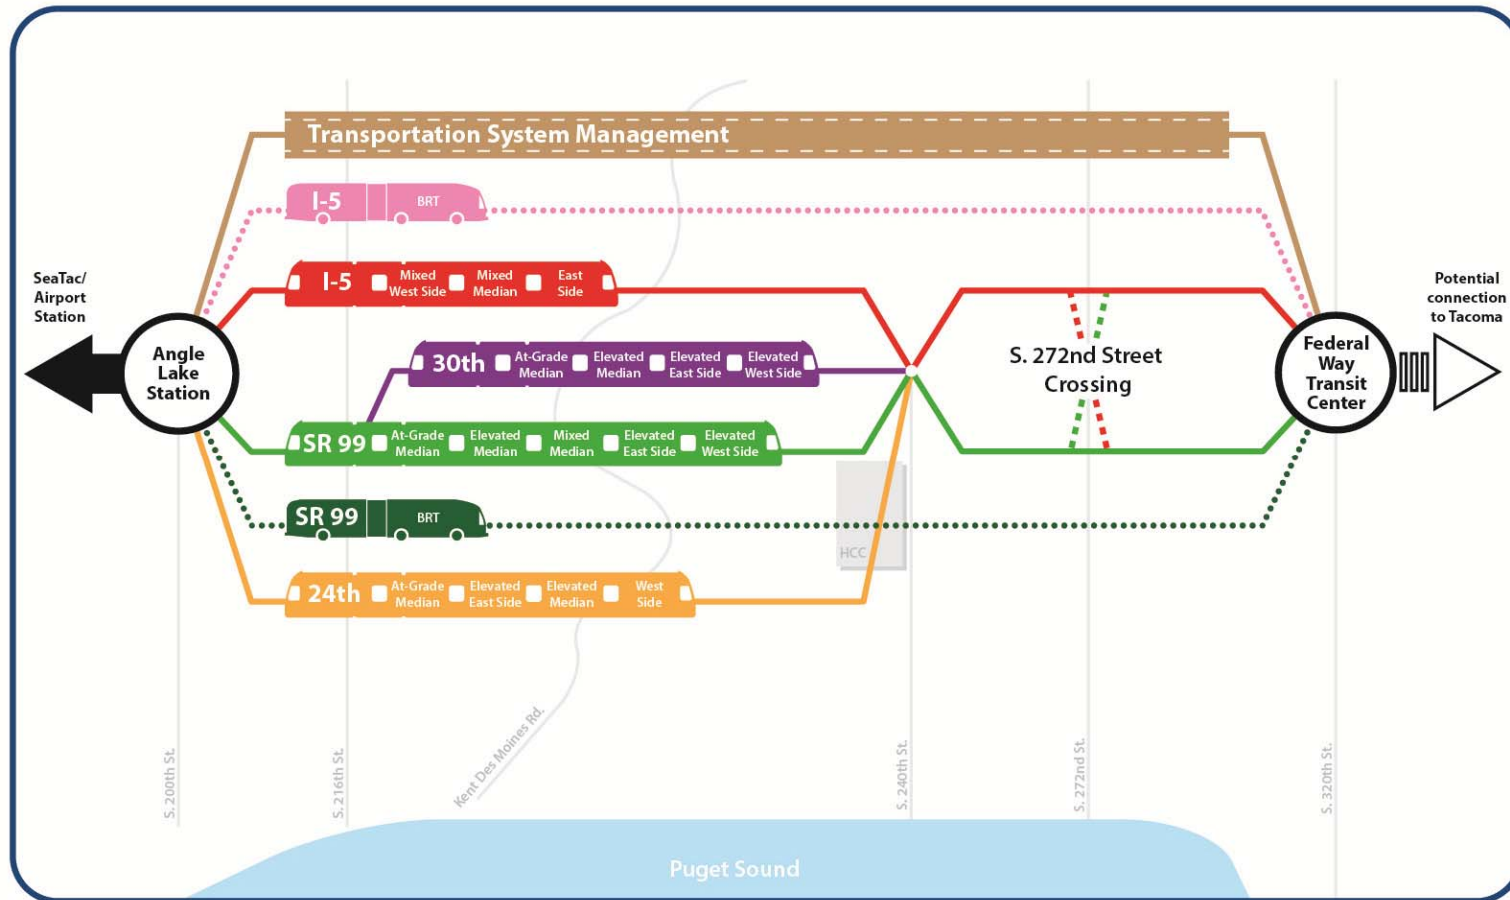 Transportation System Management
I-5
BRT
SeaTac/
Airport
Station
I-5
Mixed
West Side
Mixed
Median
East
Side
Potential
connection
to Tacoma
Angle
Lake
Station
30th
At-Grade
Median
Elevated
Median
Elevated
East Side
Elevated
West Side
S. 272nd Street
Crossing
Federal
Way
Transit
Center
SR 99
At-Grade
Median
Elevated
Median
Mixed
Median
Elevated
East Side
Elevated
West Side
SR 99
BRT
HCC
24th
At-Grade
Median
Elevated
East Side
Elevated
Median
West
Side
S. 200th St.
S. 216th St.
Kent Des Moines Rd.
S. 240th St.
S. 272nd St.
S. 320th St.
Puget Sound